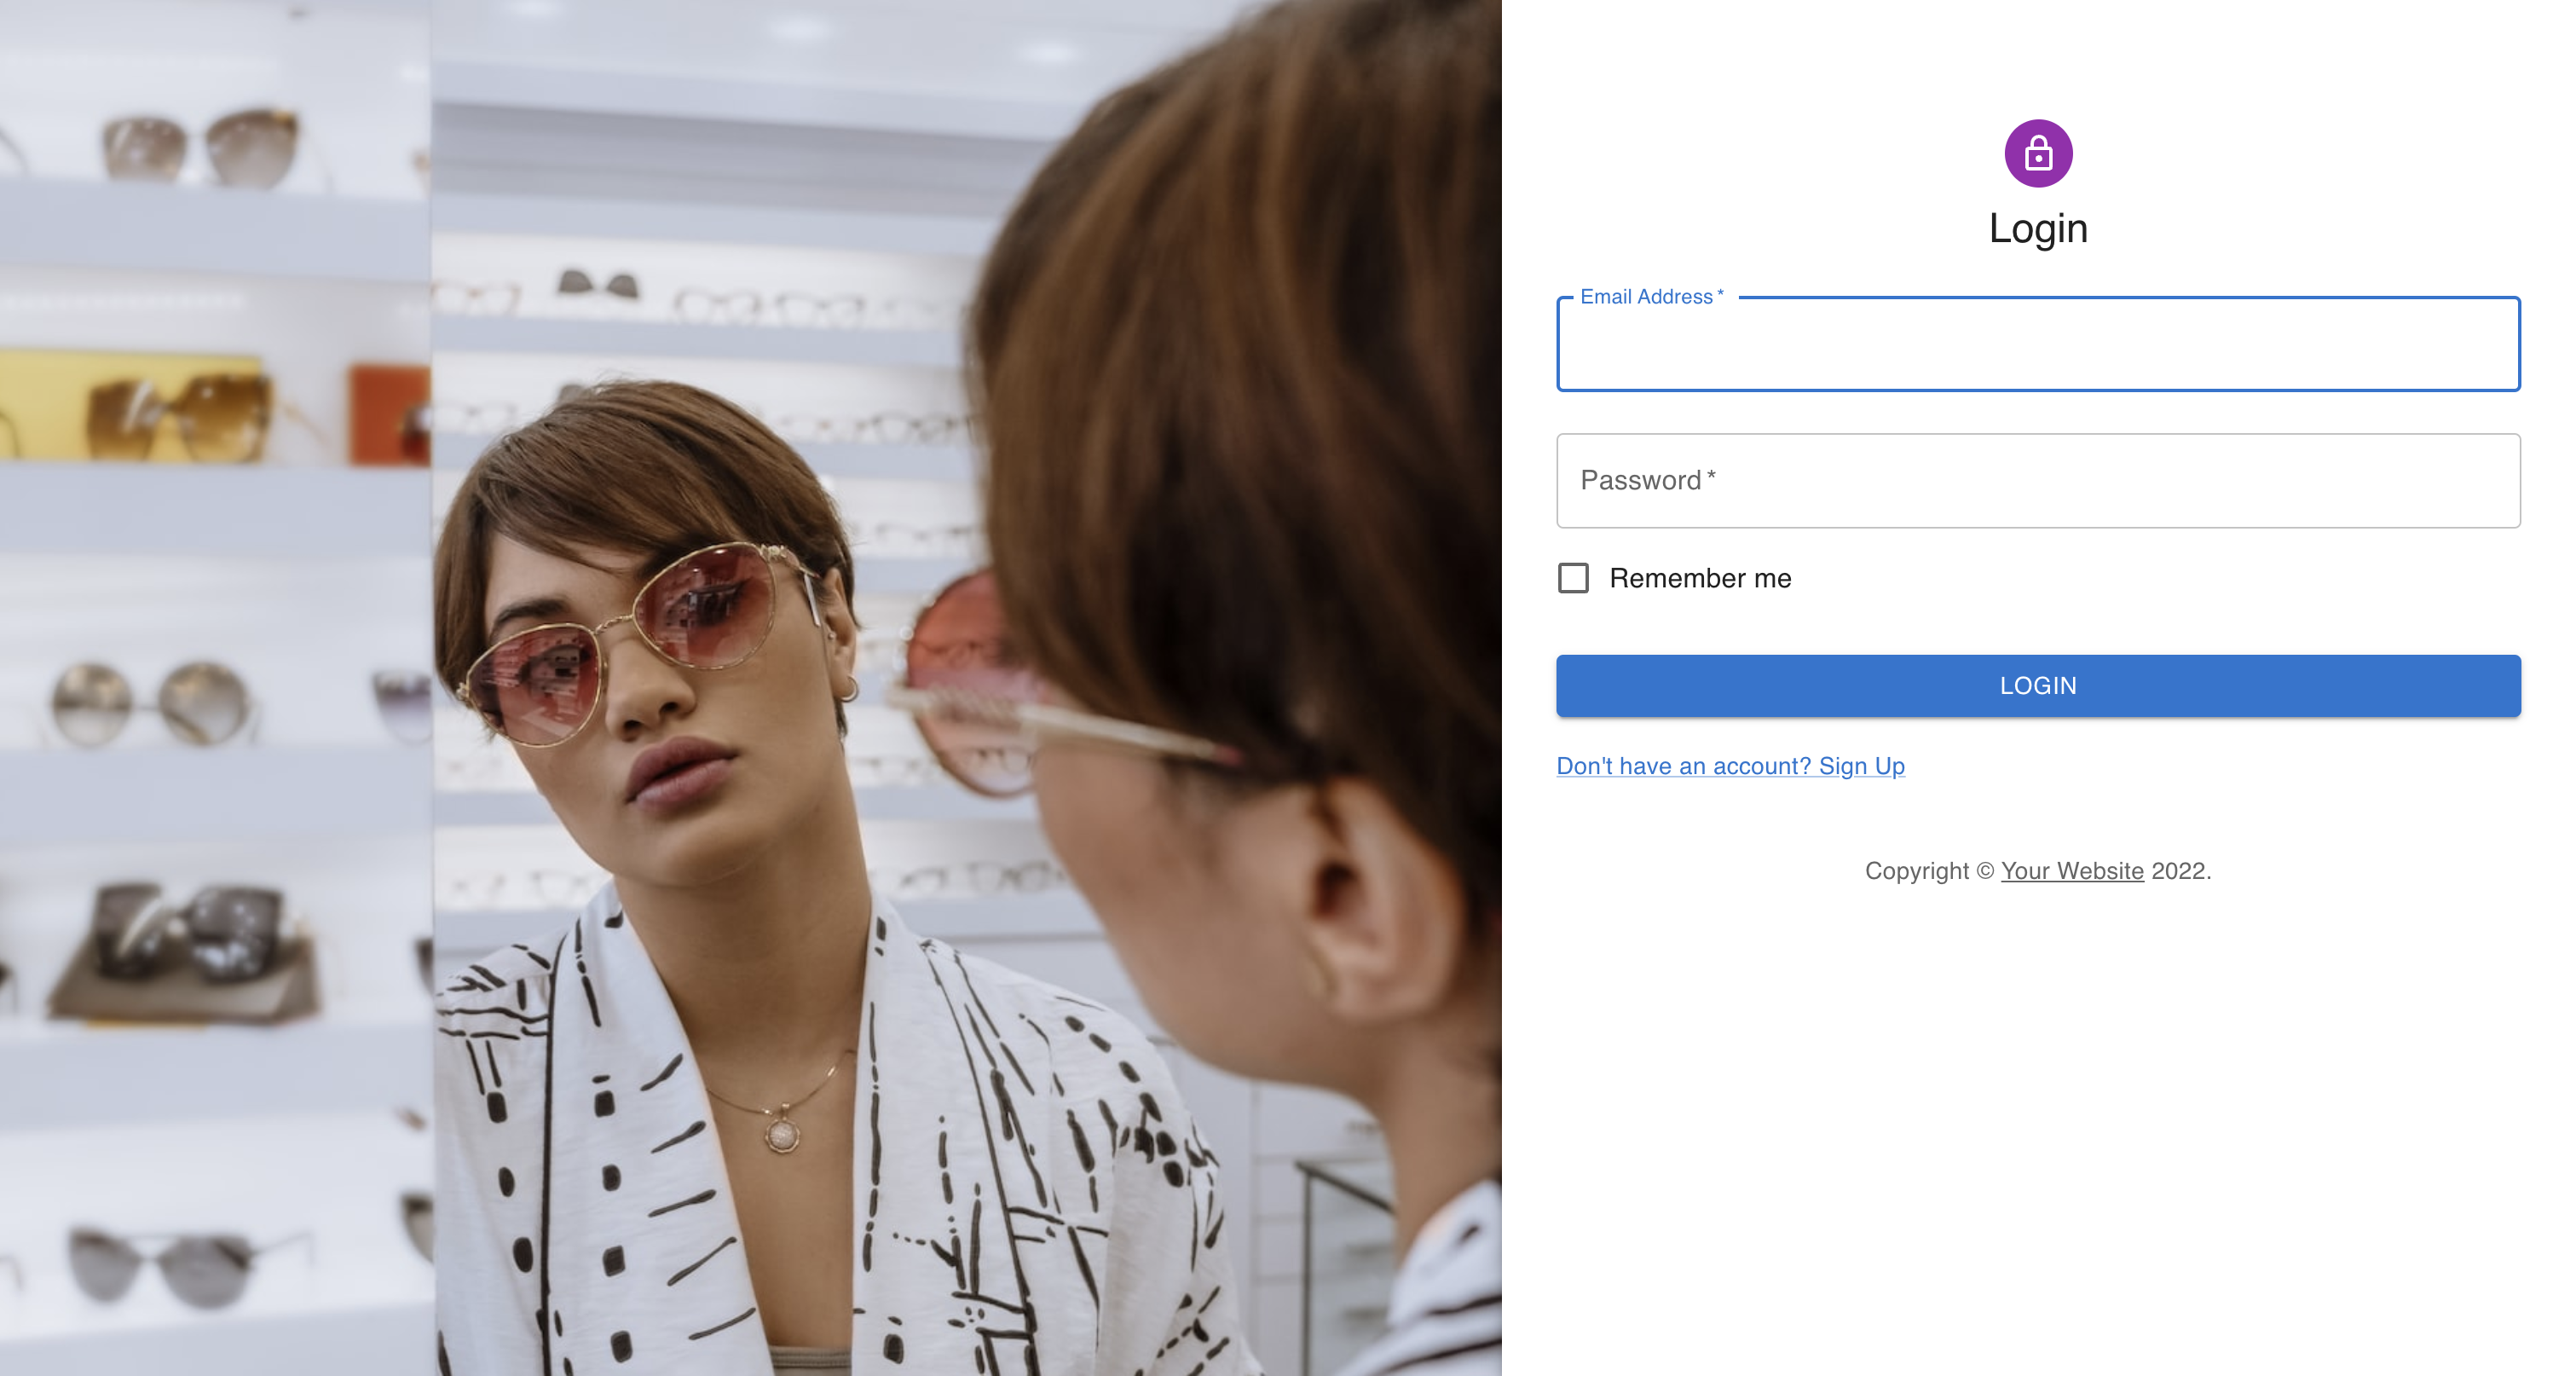 Login
Email Address *
Password *
Remember me
LOGIN
Don't have an account? Sign Up
Copyright © Your Website 2022.